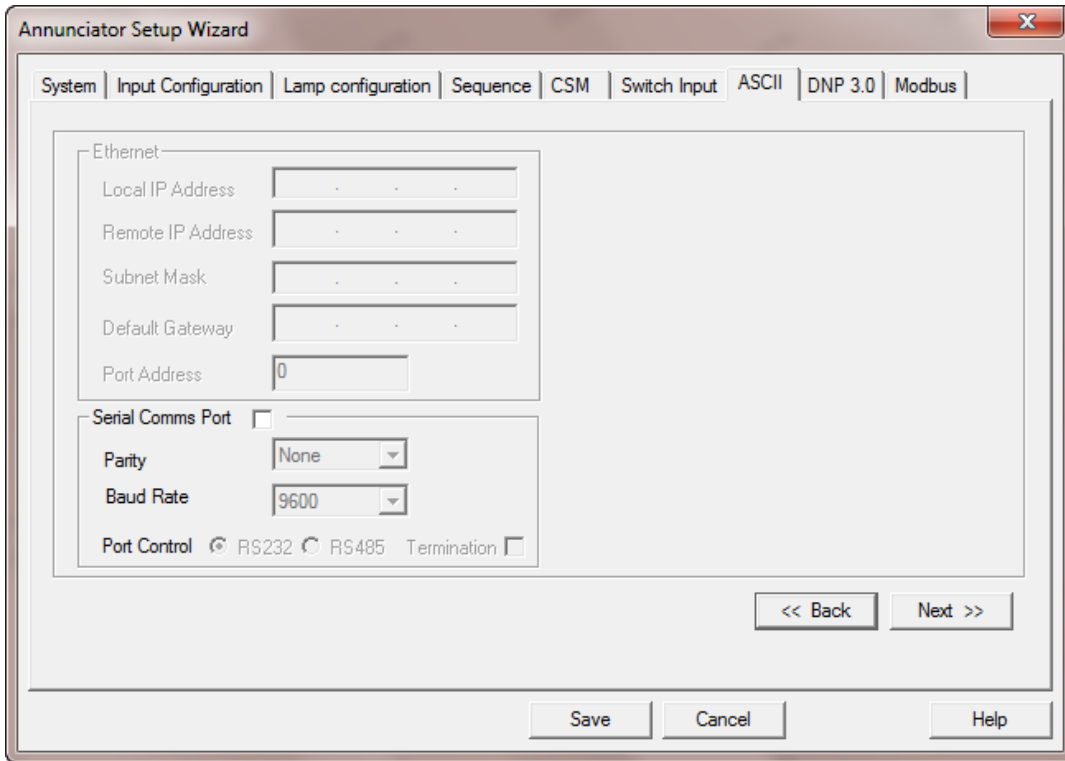 Annunciator Setup Wizard
System Input Configuration Lamp configuration Sequence CSM Switch Input ASCII DNP 3.0 Modbus
Ethernet
Local IP Address . . .
Remote IP Address . . .
Subnet Mask . . .
Default Gateway . . .
Port Address 0
Serial Comms Port
Parity None
Baud Rate 9600
Port Control RS232 RS485 Termination
<< Back Next >>
Save Cancel Help